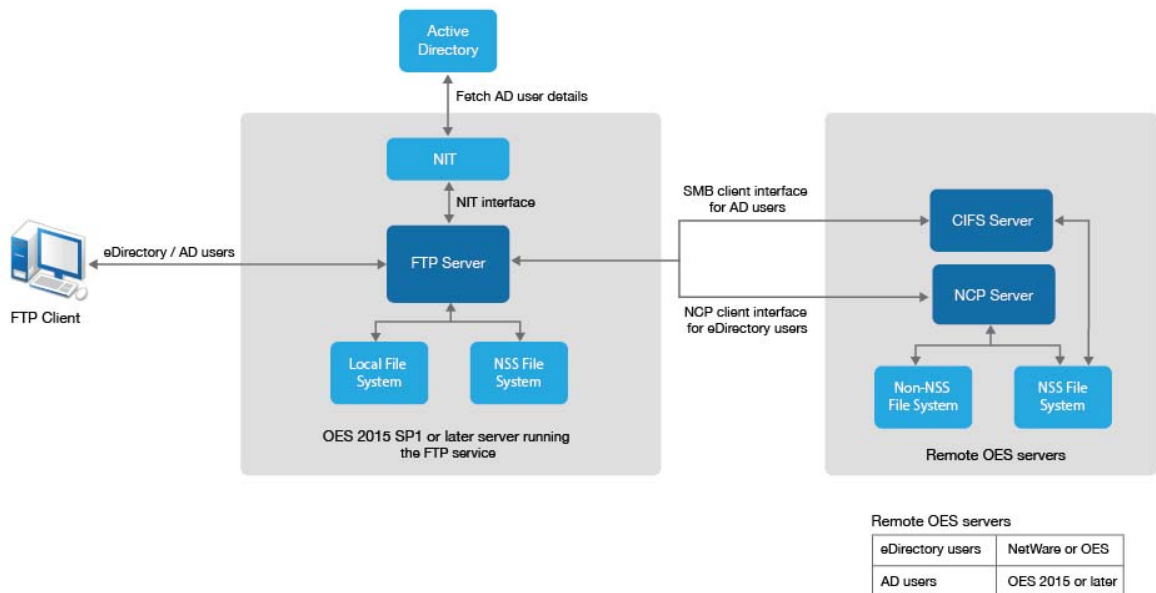 Active
Directory
Fetch AD user details
NIT
NIT interface
SMB client interface
for AD users
CIFS Server
eDirectory / AD users
FTP Server
NCP Server
FTP Client
NCP client interface
for eDirectory users
Local File
System
NSS File
System
Non-NSS
File System
NSS File
System
OES 2015 SP1 or later server running
the FTP service
Remote OES servers
Remote OES servers
eDirectory users NetWare or OES
AD users OES 2015 or later